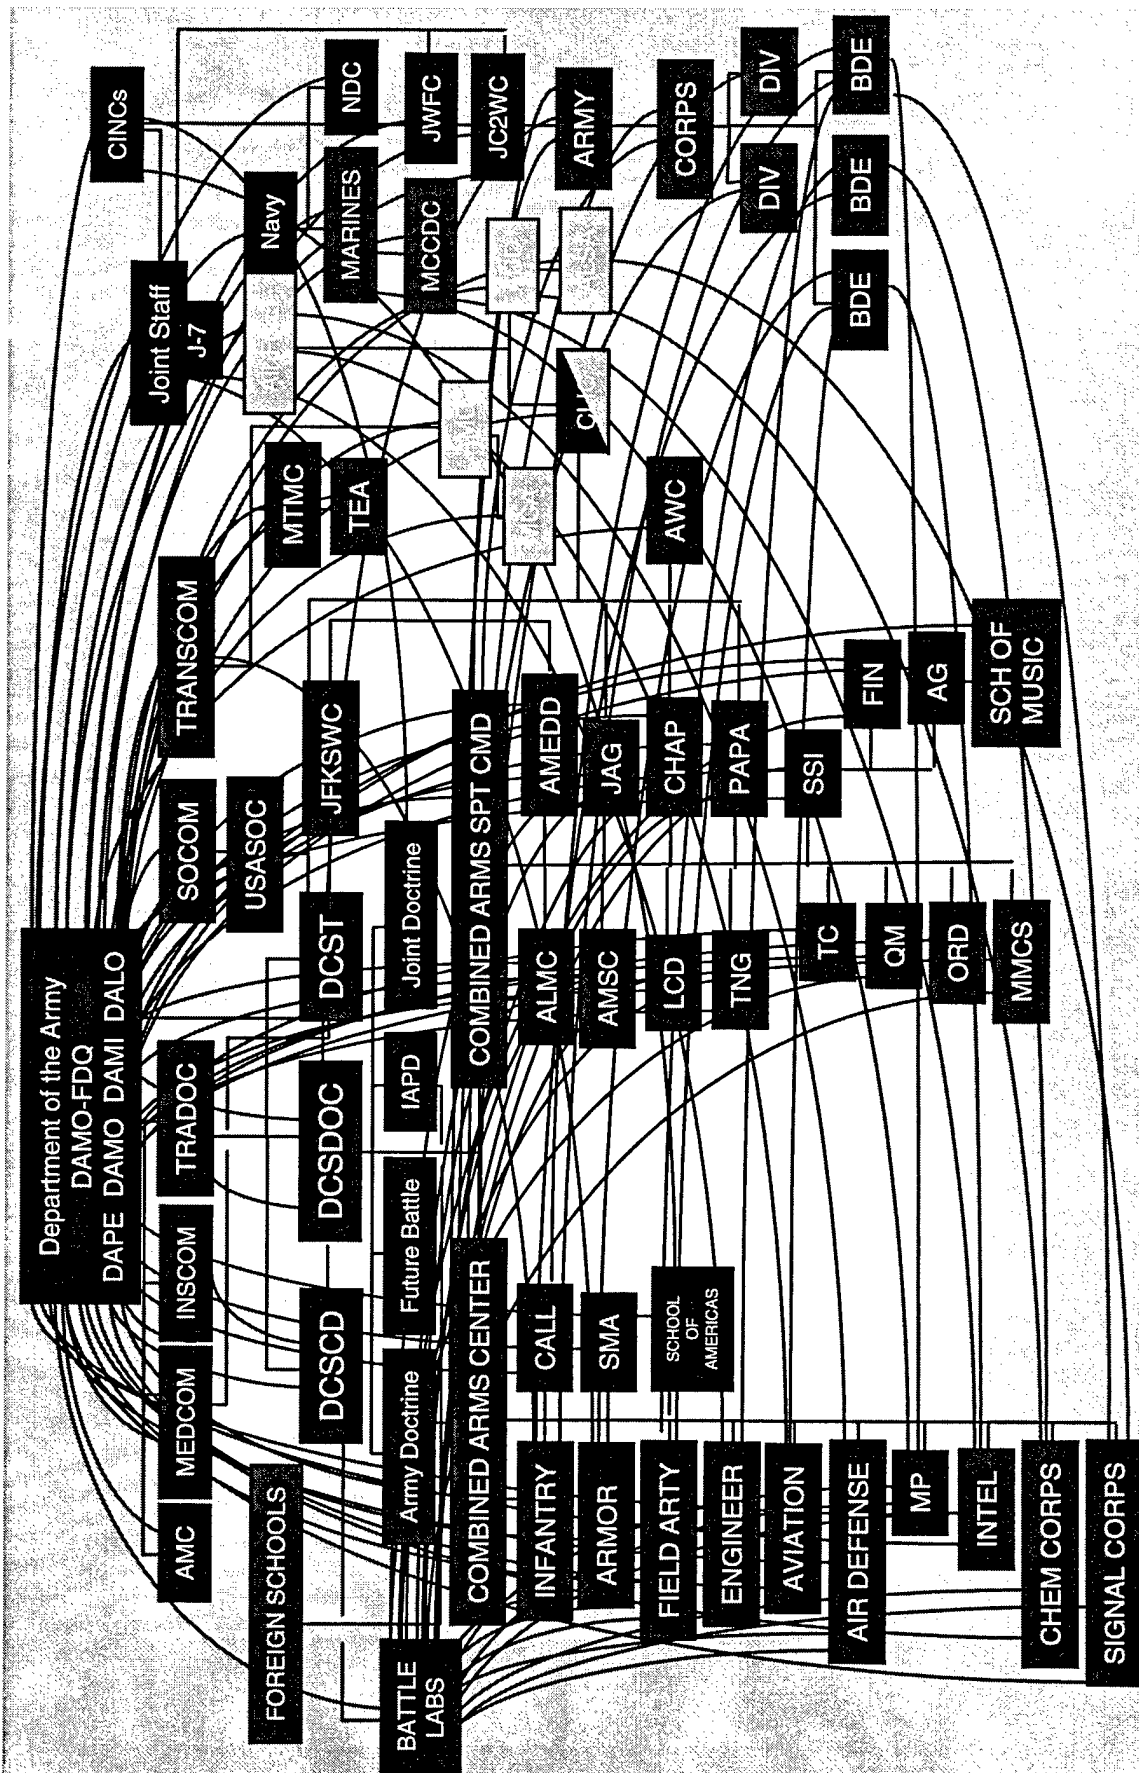 Department of the Army
DAMO-FDQ
DAPE DAMO DAMI DALO
CINCs
Joint Staff
J-7
AMC
MEDCOM
INSCOM
TRADOC
SOCOM
TRANSCOM
USASOC
Navy
FOREIGN SCHOOLS
MTMC
DCSCD
DCSDOC
DCST
JFKSWC
TEA
MARINES
NDC
BATTLE
LABS
Army Doctrine
Future Battle
IAPD
Joint Doctrine
MCCDC
JWFC
COMBINED ARMS CENTER
COMBINED ARMS SPT CMD
JC2WC
INFANTRY
CALL
ALMC
AMEDD
ARMY
ARMOR
SMA
AMSC
JAG
FIELD ARTY
SCHOOL
OF
AMERICAS
LCD
CHAP
AWC
CORPS
ENGINEER
TNG
PAPA
AVIATION
SSI
DIV
DIV
AIR DEFENSE
TC
FIN
BDE
BDE
BDE
MP
QM
AG
INTEL
ORD
SCH OF
MUSIC
CHEM CORPS
MMCS
SIGNAL CORPS